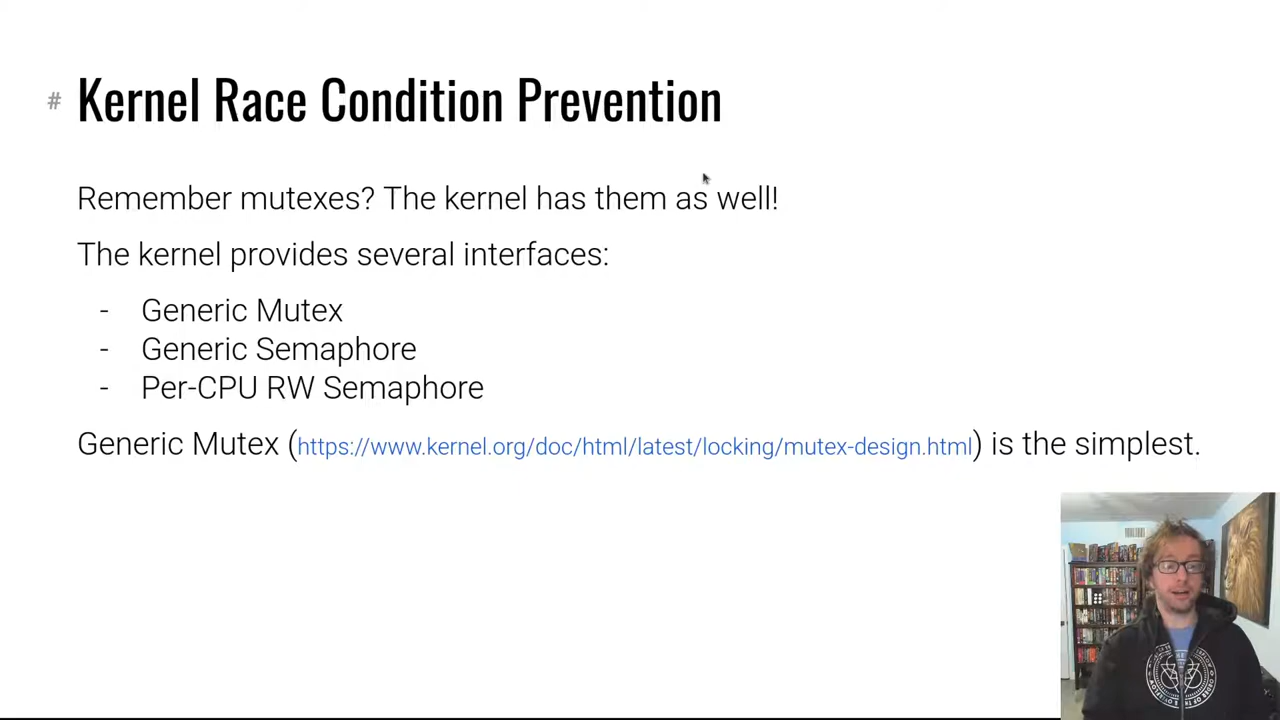 # Kernel Race Condition Prevention
Remember mutexes? The kernel has them as well!
The kernel provides several interfaces:
- Generic Mutex
- Generic Semaphore
- Per-CPU RW Semaphore
Generic Mutex (https://www.kernel.org/doc/html/latest/locking/mutex-design.html) is the simplest.